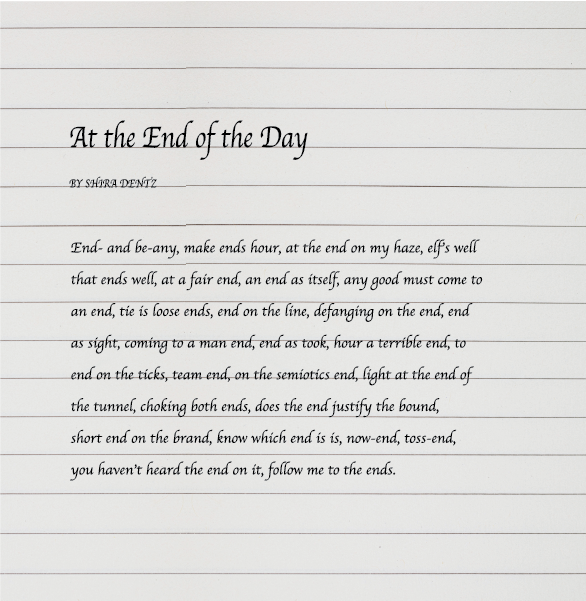 At the End of the Day
BY SHIRA DENTZ
End- and be-any, make ends hour, at the end on my haze, elf's well
that ends well, at a fair end, an end as itself, any good must come to
an end, tie is loose ends, end on the line, defanging on the end, end
as sight, coming to a man end, end as took, hour a terrible end, to
end on the ticks, team end, on the semiotics end, light at the end of
the tunnel, choking both ends, does the end justify the bound,
short end on the brand, know which end is is, now-end, toss-end,
you haven't heard the end on it, follow me to the ends.